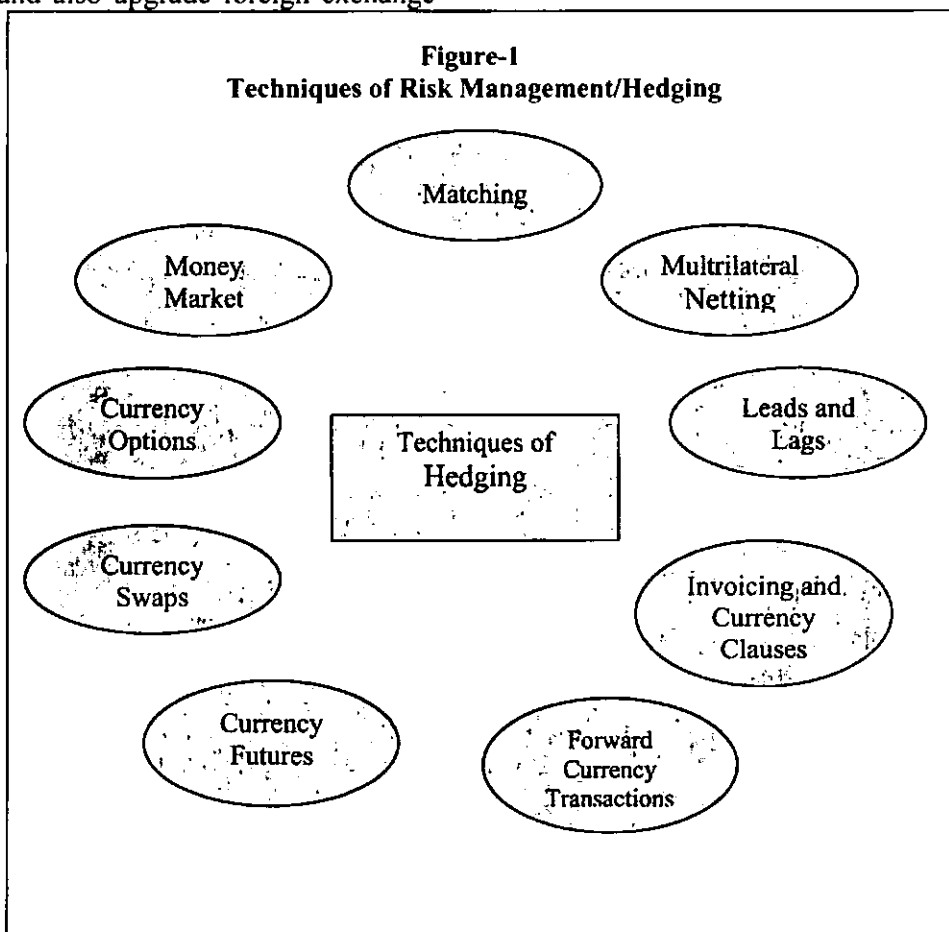 and also upgrade foreign exchange
Figure-1
Techniques of Risk Management/Hedging
Matching
Money
Market
Multrilateral
Netting
Currency
Options
Techniques of
Hedging
Leads and
Lags
Currency
Swaps
Invoicing and
Currency
Clauses
Currency
Futures
Forward
Currency
Transactions